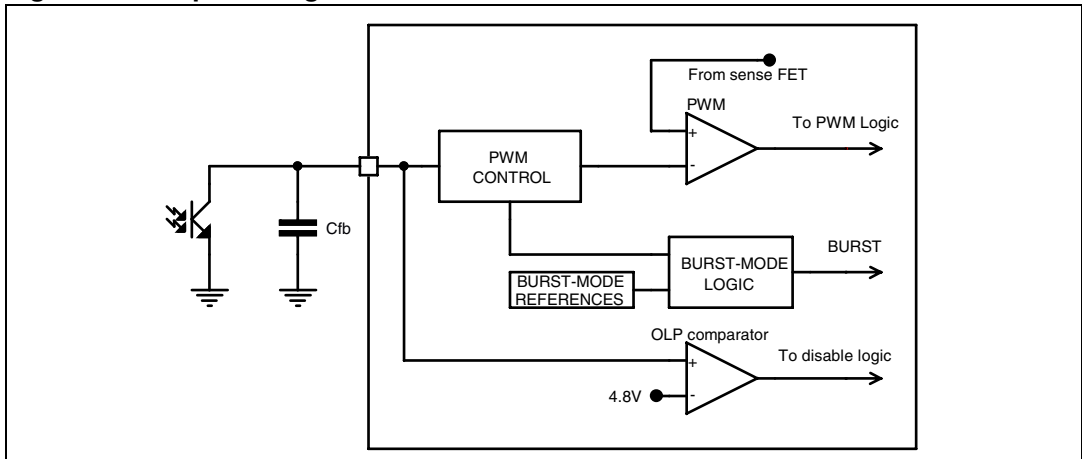 From sense FET
PWM
+
-
To PWM Logic
PWM
CONTROL
Cfb
BURST
BURST-MODE
LOGIC
BURST-MODE
REFERENCES
OLP comparator
+
-
To disable logic
4.8V